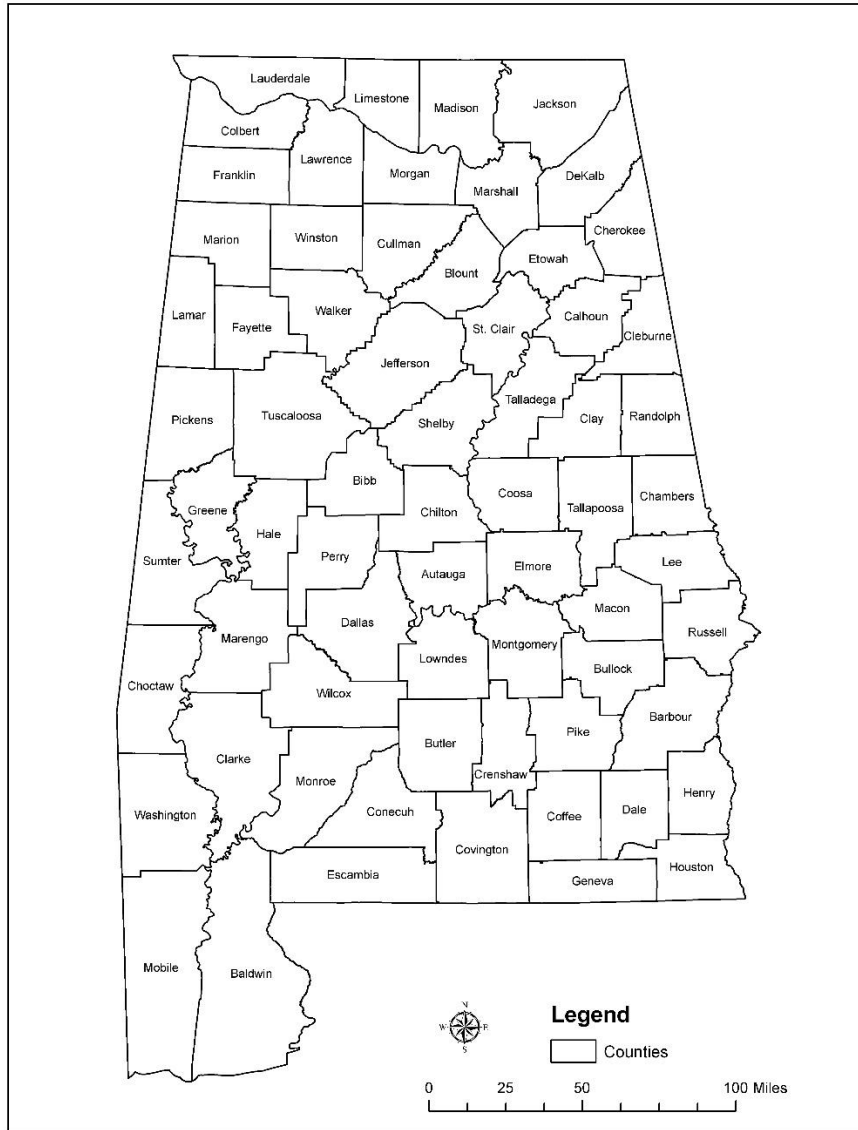 Lauderdale
Limestone
Madison
Jackson
Colbert
Lawrence
Franklin
Morgan
Marshall
DeKalb
Cherokee
Marion
Winston
Cullman
Blount
Etowah
Lamar
Fayette
Walker
Jefferson
St. Clair
Calhoun
Cleburne
Pickens
Tuscaloosa
Shelby
Talladega
Clay
Randolph
Bibb
Greene
Hale
Chilton
Coosa
Tallapoosa
Chambers
Sumter
Perry
Autauga
Elmore
Lee
Macon
Marengo
Dallas
Lowndes
Montgomery
Russell
Bullock
Choctaw
Wilcox
Barbour
Clarke
Butler
Crenshaw
Pike
Monroe
Washington
Conecuh
Covington
Coffee
Dale
Henry
Escambia
Geneva
Houston
Mobile
Baldwin
N
W E
S
Legend
Counties
0 25 50 100 Miles